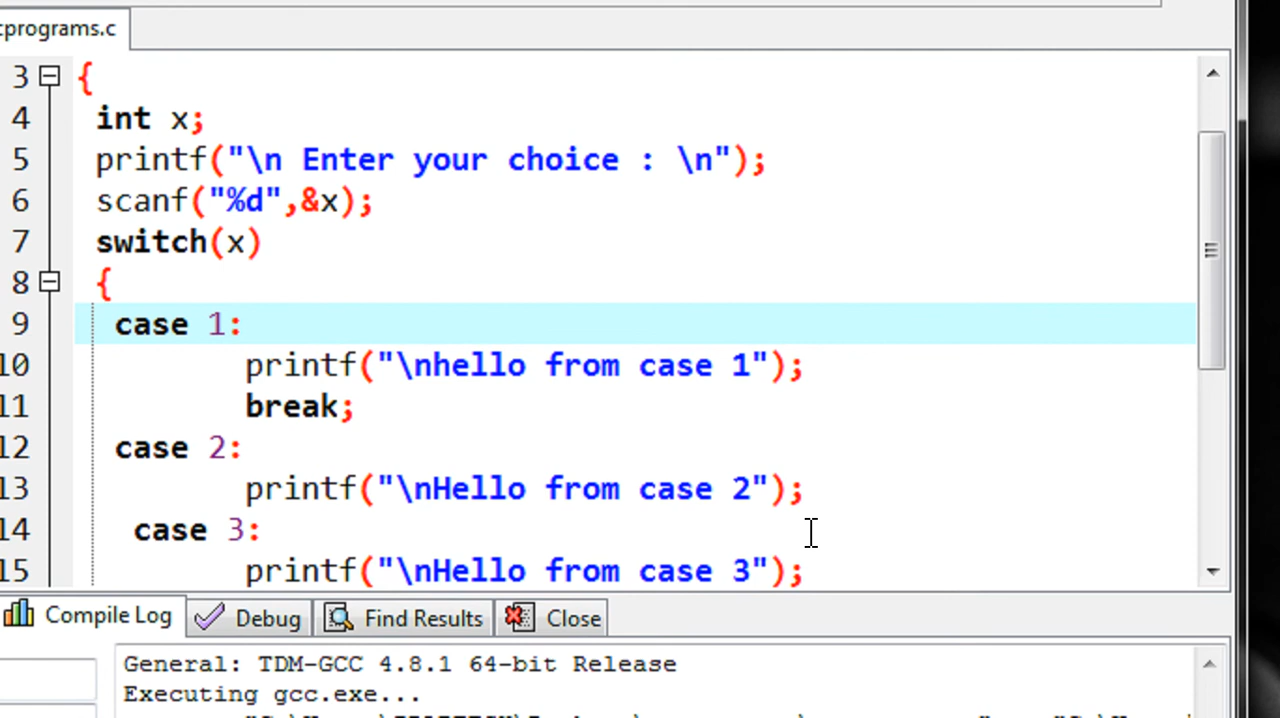 cprograms.c
3 {
4 int x;
5 printf("\n Enter your choice : \n");
6 scanf("%d",&x);
7 switch(x)
8 {
9 case 1:
10 printf("\nhello from case 1");
11 break;
12 case 2:
13 printf("\nHello from case 2");
14 case 3:
15 printf("\nHello from case 3");
Compile Log Debug Find Results Close
General: TDM-GCC 4.8.1 64-bit Release
Executing gcc.exe...